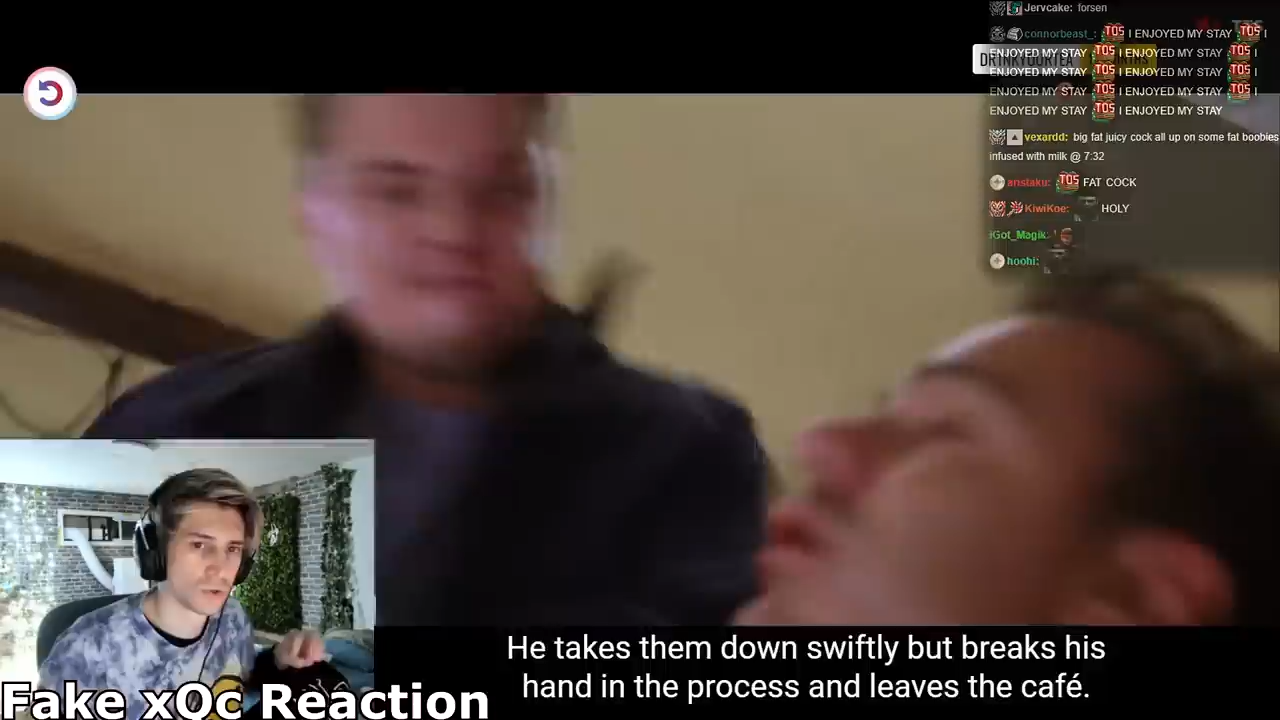 Jervcake: forsen
connorbeast_: TOS I ENJOYED MY STAY TOS I
ENJOYED MY STAY TOS I ENJOYED MY STAY TOS I
ENJOYED MY STAY TOS I ENJOYED MY STAY TOS I
ENJOYED MY STAY TOS I ENJOYED MY STAY TOS I
ENJOYED MY STAY TOS I ENJOYED MY STAY
DRINKYOURTEA
vexardd: big fat juicy cock all up on some fat boobies
infused with milk @ 7:32
anstaku: TOS FAT COCK
KiwiKoe: HOLY
iGot_Magik:
hoohi:
He takes them down swiftly but breaks his
hand in the process and leaves the café.
Fake xQc Reaction